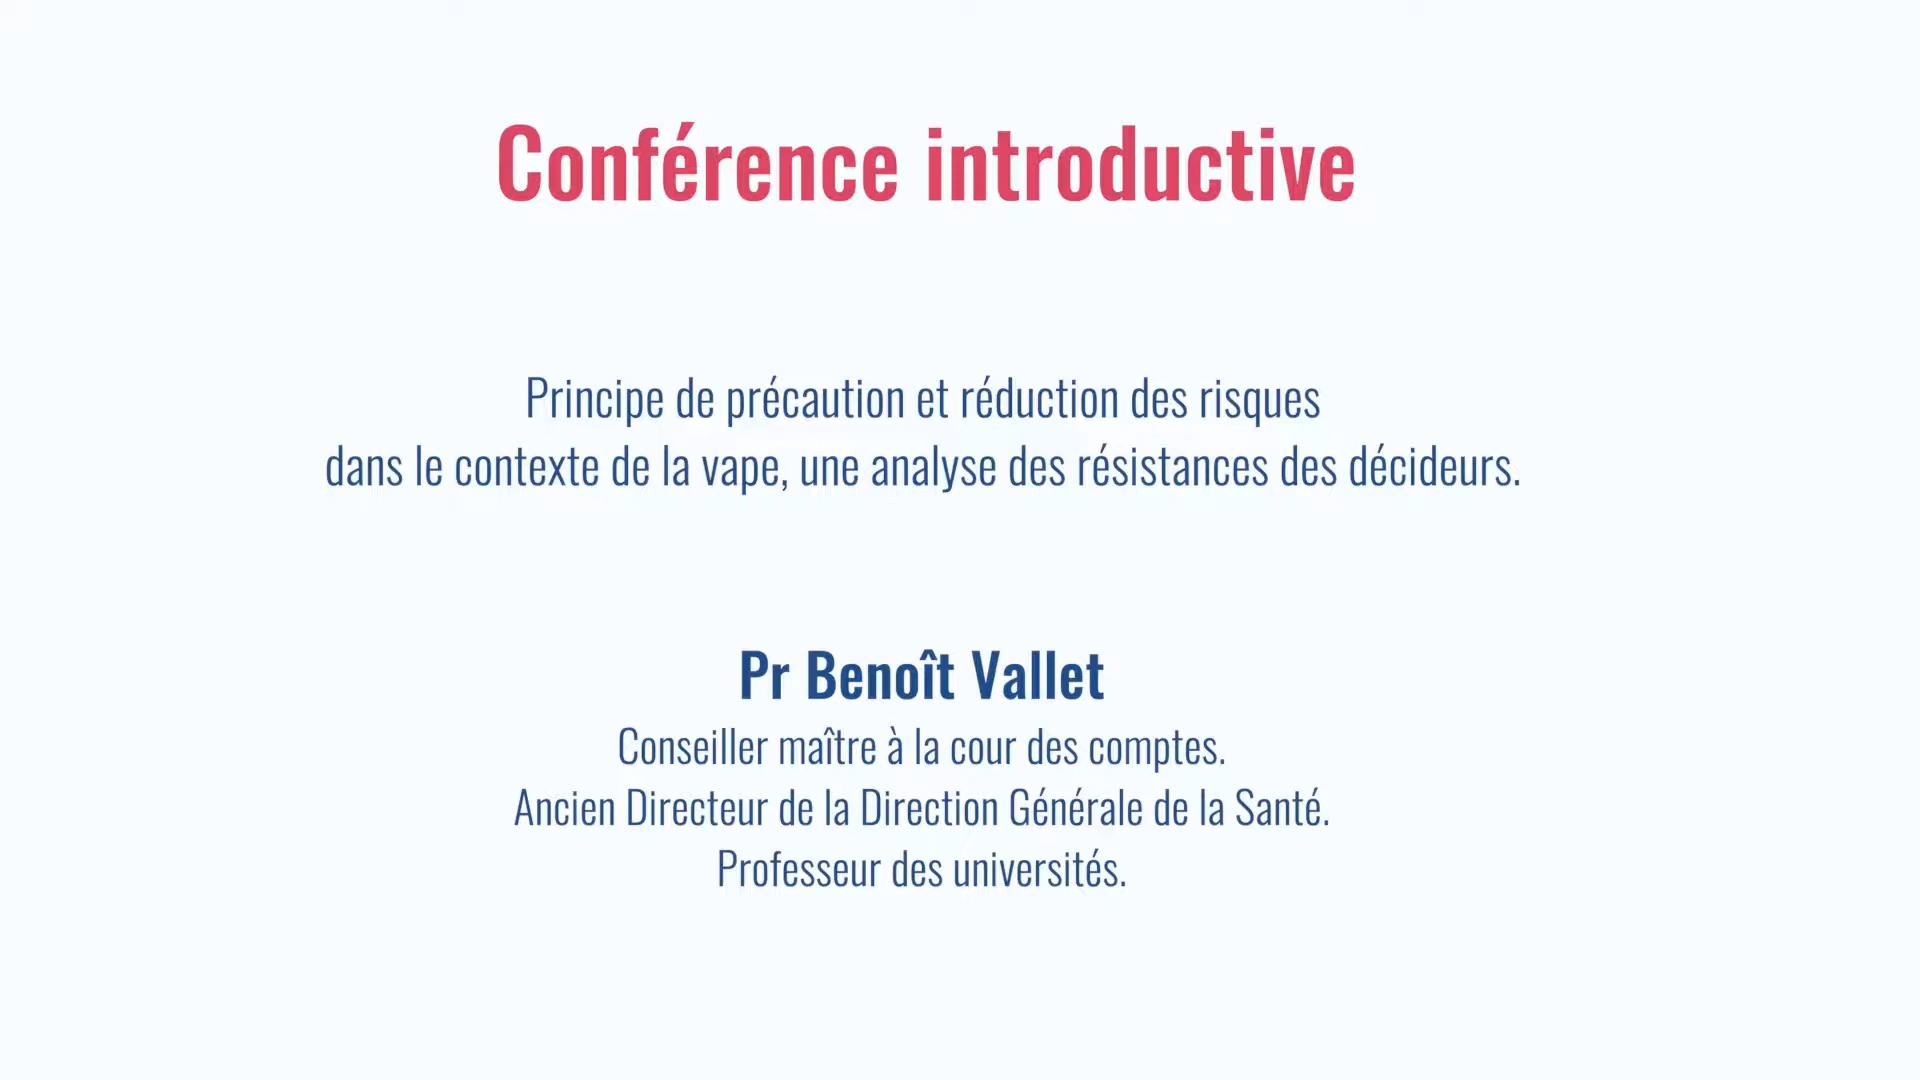 Conférence introductive
Principe de précaution et réduction des risques
dans le contexte de la vape, une analyse des résistances des décideurs.
Pr Benoît Vallet
Conseiller maître à la cour des comptes.
Ancien Directeur de la Direction Générale de la Santé.
Professeur des universités.